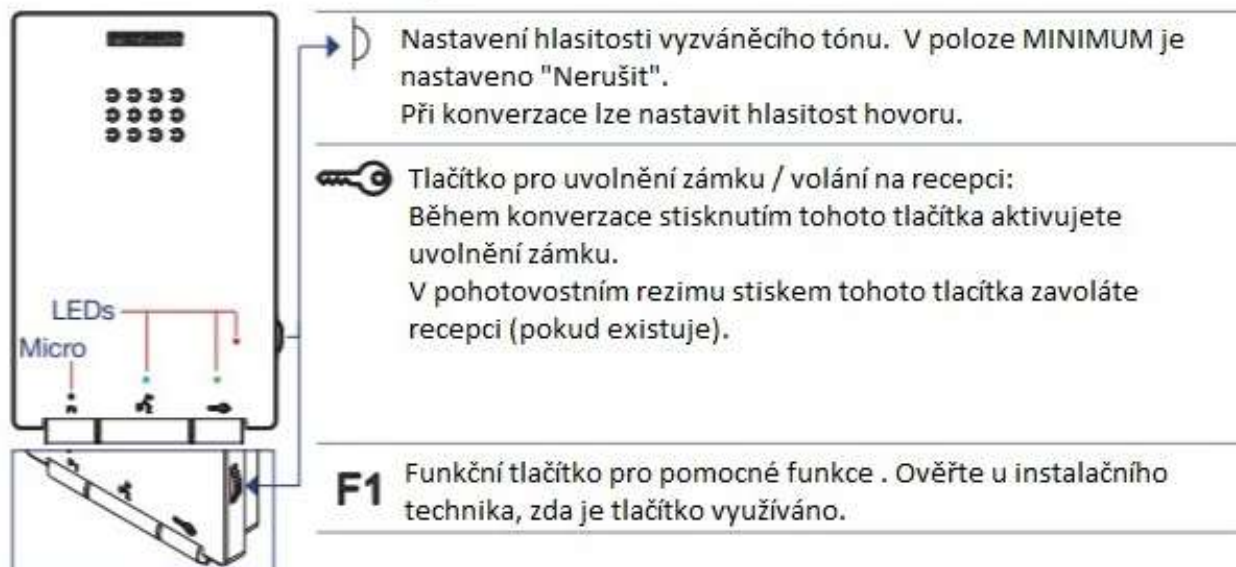 Nastavení hlasitosti vyzváněcího tónu. V poloze MINIMUM je
nastaveno "Nerušit".
Při konverzace lze nastavit hlasitost hovoru.
Tlačítko pro uvolnění zámku / volání na recepci:
Během konverzace stisknutím tohoto tlačítka aktivujete
uvolnění zámku.
V pohotovostním rezimu stiskem tohoto tlacítka zavoláte
recepci (pokud existuje).
LEDs
Micro
F1
Funkční tlačítko pro pomocné funkce . Ověřte u instalačního
technika, zda je tlačítko využíváno.